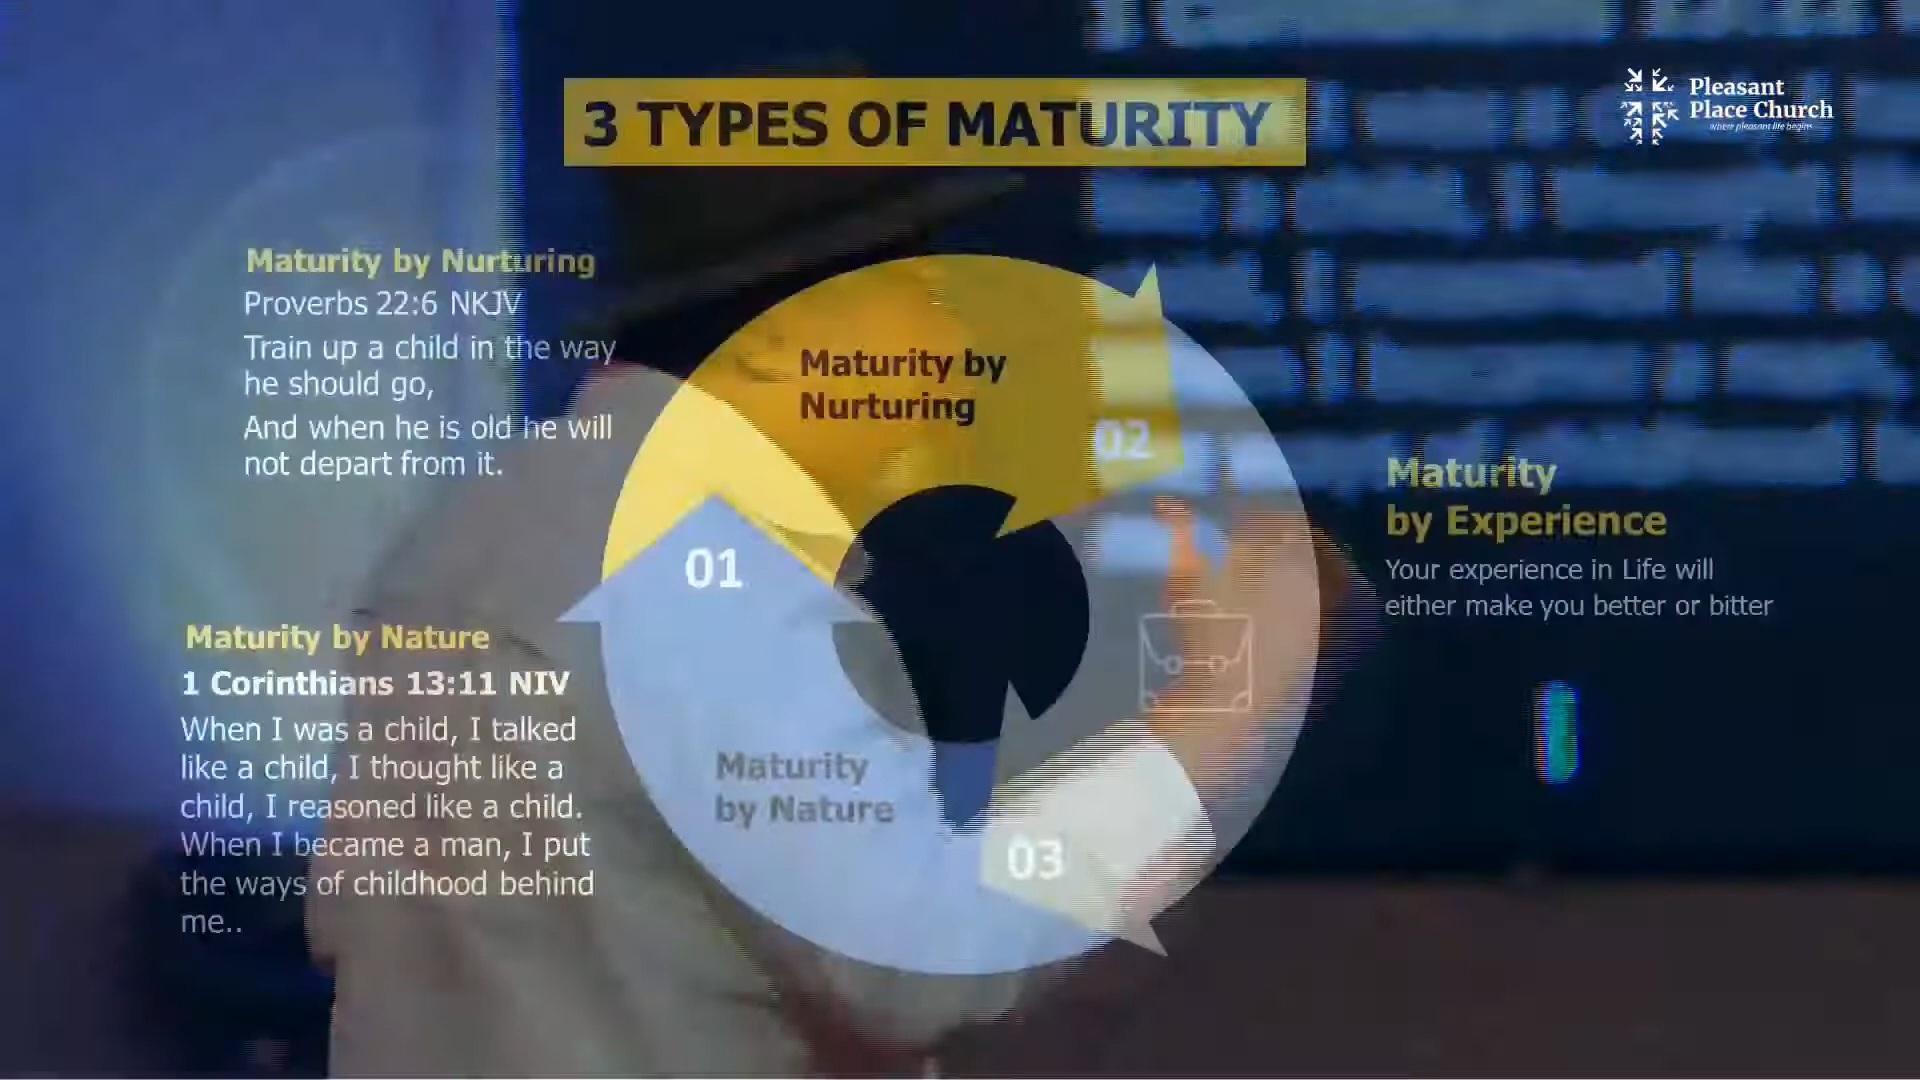 3 TYPES OF MATURITY
Pleasant
Place Church
where pleasant life begins
Maturity by Nurturing
Proverbs 22:6 NKJV
Train up a child in the way
he should go,
And when he is old he will
not depart from it.
Maturity by
Nurturing
02
Maturity
by Experience
Your experience in Life will
either make you better or bitter
01
Maturity by Nature
1 Corinthians 13:11 NIV
When I was a child, I talked
like a child, I thought like a
child, I reasoned like a child.
When I became a man, I put
the ways of childhood behind
me..
Maturity
by Nature
03